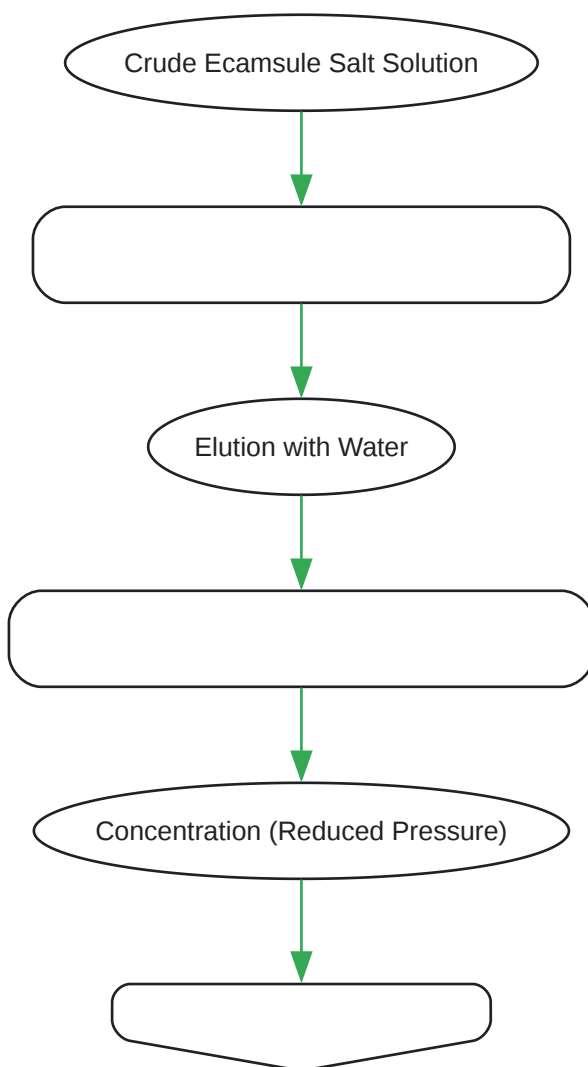 Crude Ecamsule Salt Solution
Elution with Water
Concentration (Reduced Pressure)